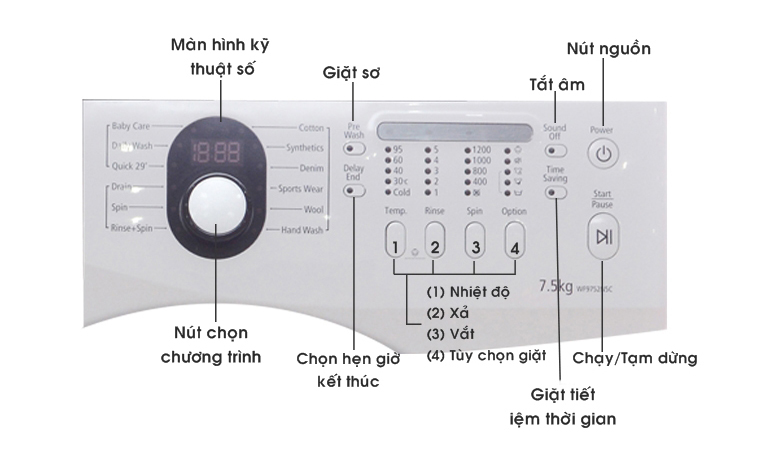 Màn hình kỹ
thuật số
Giặt sơ
Tắt âm
Nút nguồn
Baby Care
Quick 29'
Drain
Spin
Rinse+Spin
18:88
Cotton
Synthetics
Denim
Sports Wear
Wool
Hand Wash
Pre
Wash
Delay
End
95
60
40
30
Cold
5
4
3
2
1
1200
1000
800
400
Sound
Off
Time
Saving
Power
Start/
Pause
Temp.
Rinse
Spin
Option
1
2
3
4
7.5kg
(1) Nhiệt độ
(2) Xả
(3) Vắt
(4) Tùy chọn giặt
Nút chọn
chương trình
Chọn hẹn giờ
kết thúc
Chạy/Tạm dừng
Giặt tiết
iệm thời gian